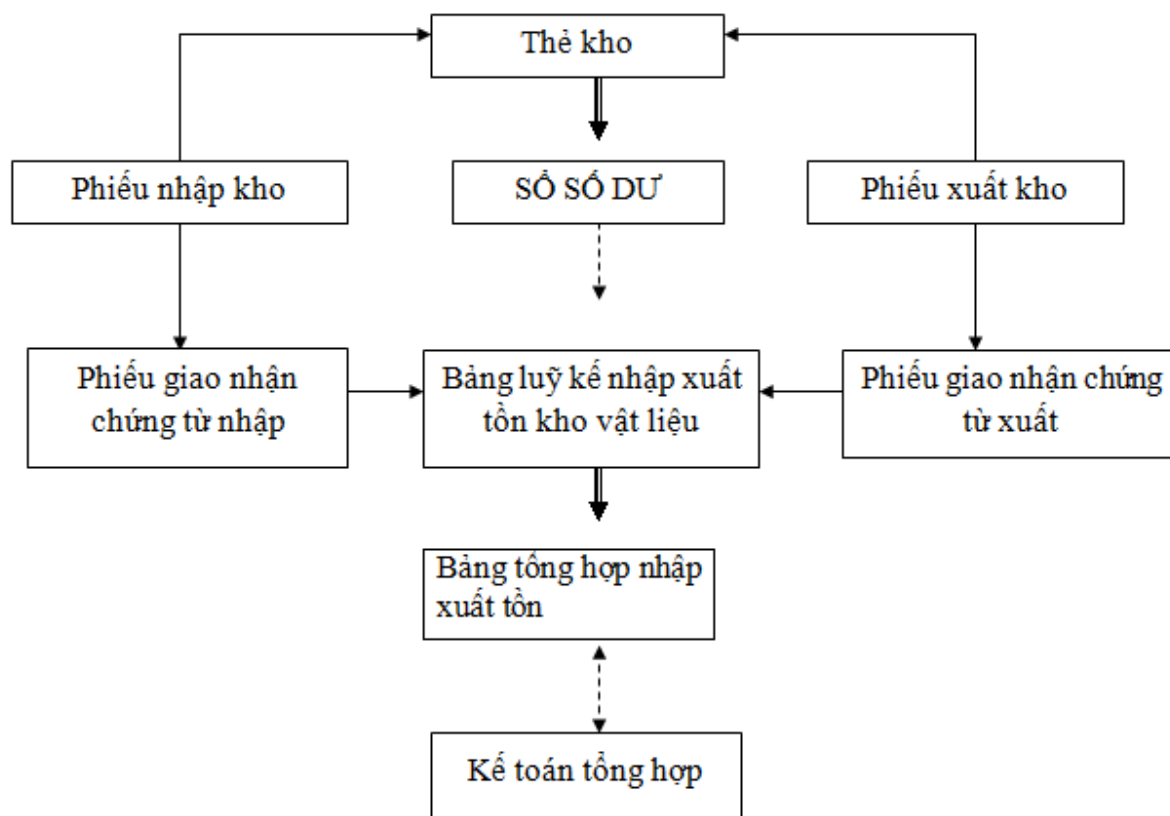 Thẻ kho
Phiếu nhập kho
SỔ SỐ DƯ
Phiếu xuất kho
Phiếu giao nhận
chứng từ nhập
Bảng luỹ kế nhập xuất
tồn kho vật liệu
Phiếu giao nhận chứng
từ xuất
Bảng tổng hợp nhập
xuất tồn
Kế toán tổng hợp